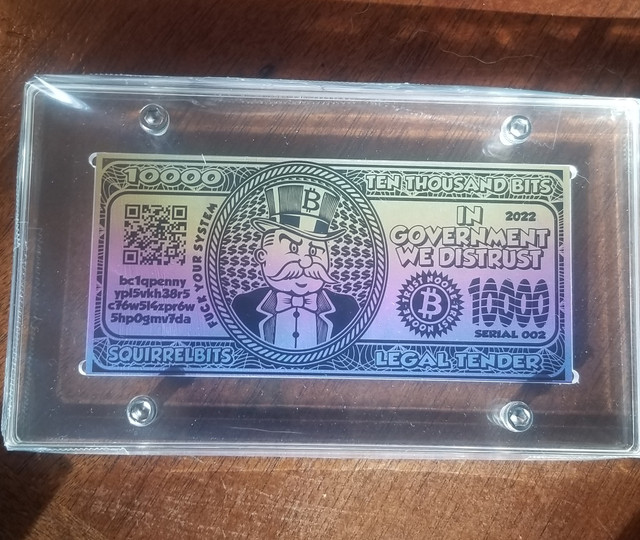 10000
TEN THOUSAND BITS
bc1qpenny
ypl5vkh38r5
c76w5l4zpr6w
5hp0gmv7da
FUCK YOUR SYSTEM
B
IN
2022
GOVERNMENT
WE DISTRUST
B
10000
SERIAL 002
SQUIRRELBITS
LEGAL TENDER